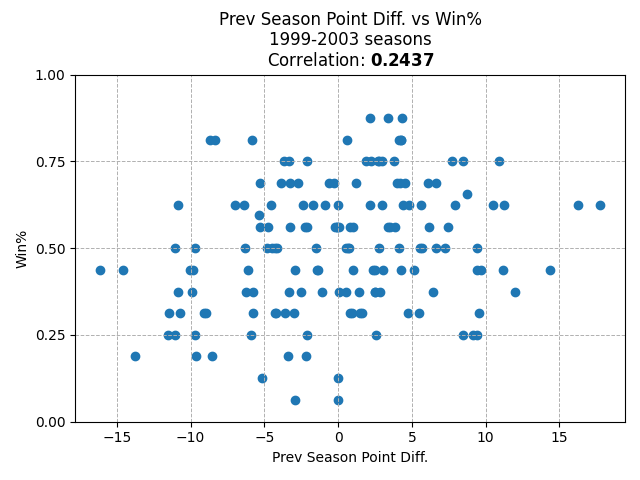 Prev Season Point Diff. vs Win%
1999-2003 seasons
Correlation: 0.2437
1.00
0.75
0.50
0.25
0.00
Win%
−15
−10
−5
0
5
10
15
Prev Season Point Diff.